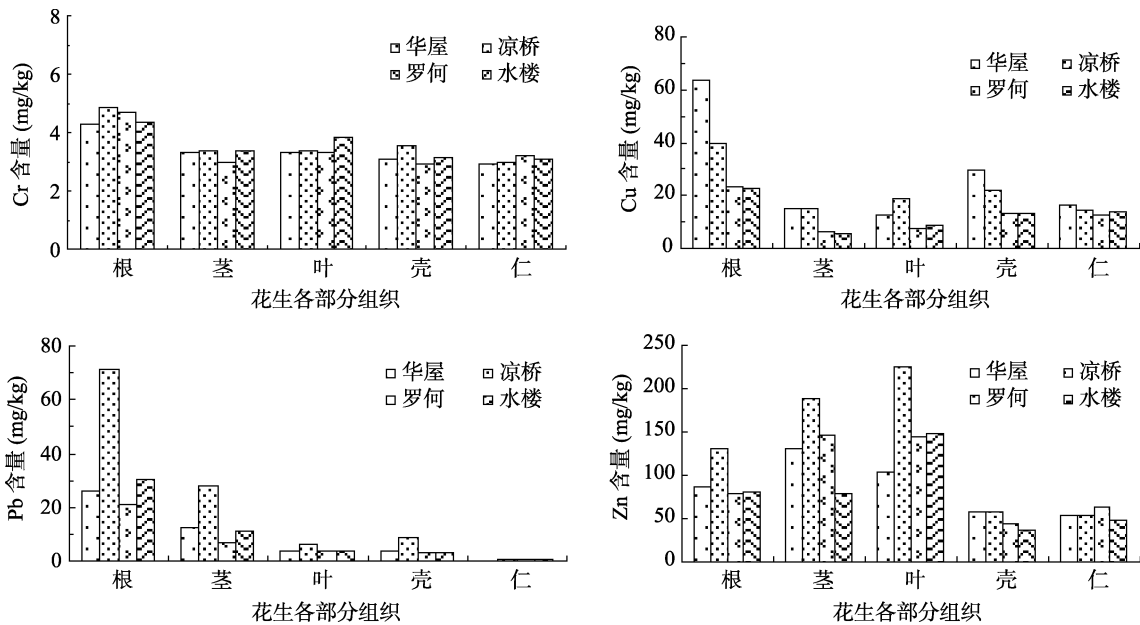 Cr 含量 (mg/kg)
8
6
4
2
0
华屋 凉桥
罗何 水楼
根 茎 叶 壳 仁
花生各部分组织
Cu 含量 (mg/kg)
80
60
40
20
0
华屋 凉桥
罗何 水楼
根 茎 叶 壳 仁
花生各部分组织
Pb 含量 (mg/kg)
80
60
40
20
0
华屋 凉桥
罗何 水楼
根 茎 叶 壳 仁
花生各部分组织
Zn 含量 (mg/kg)
250
200
150
100
50
0
华屋 凉桥
罗何 水楼
根 茎 叶 壳 仁
花生各部分组织